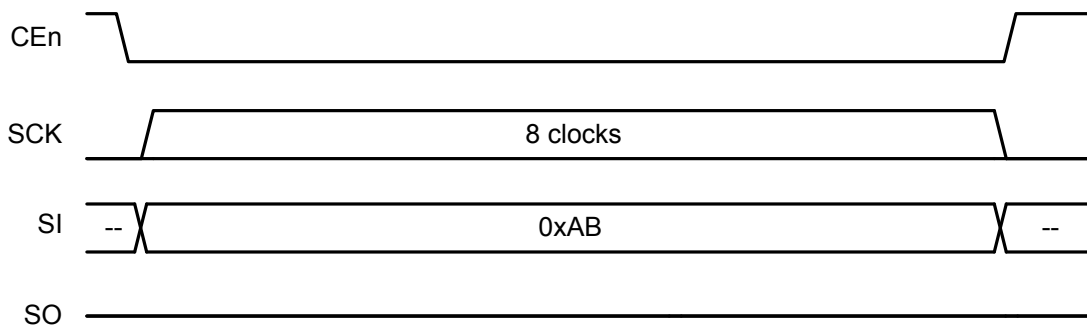 CEn
SCK 8 clocks
SI -- 0xAB --
SO